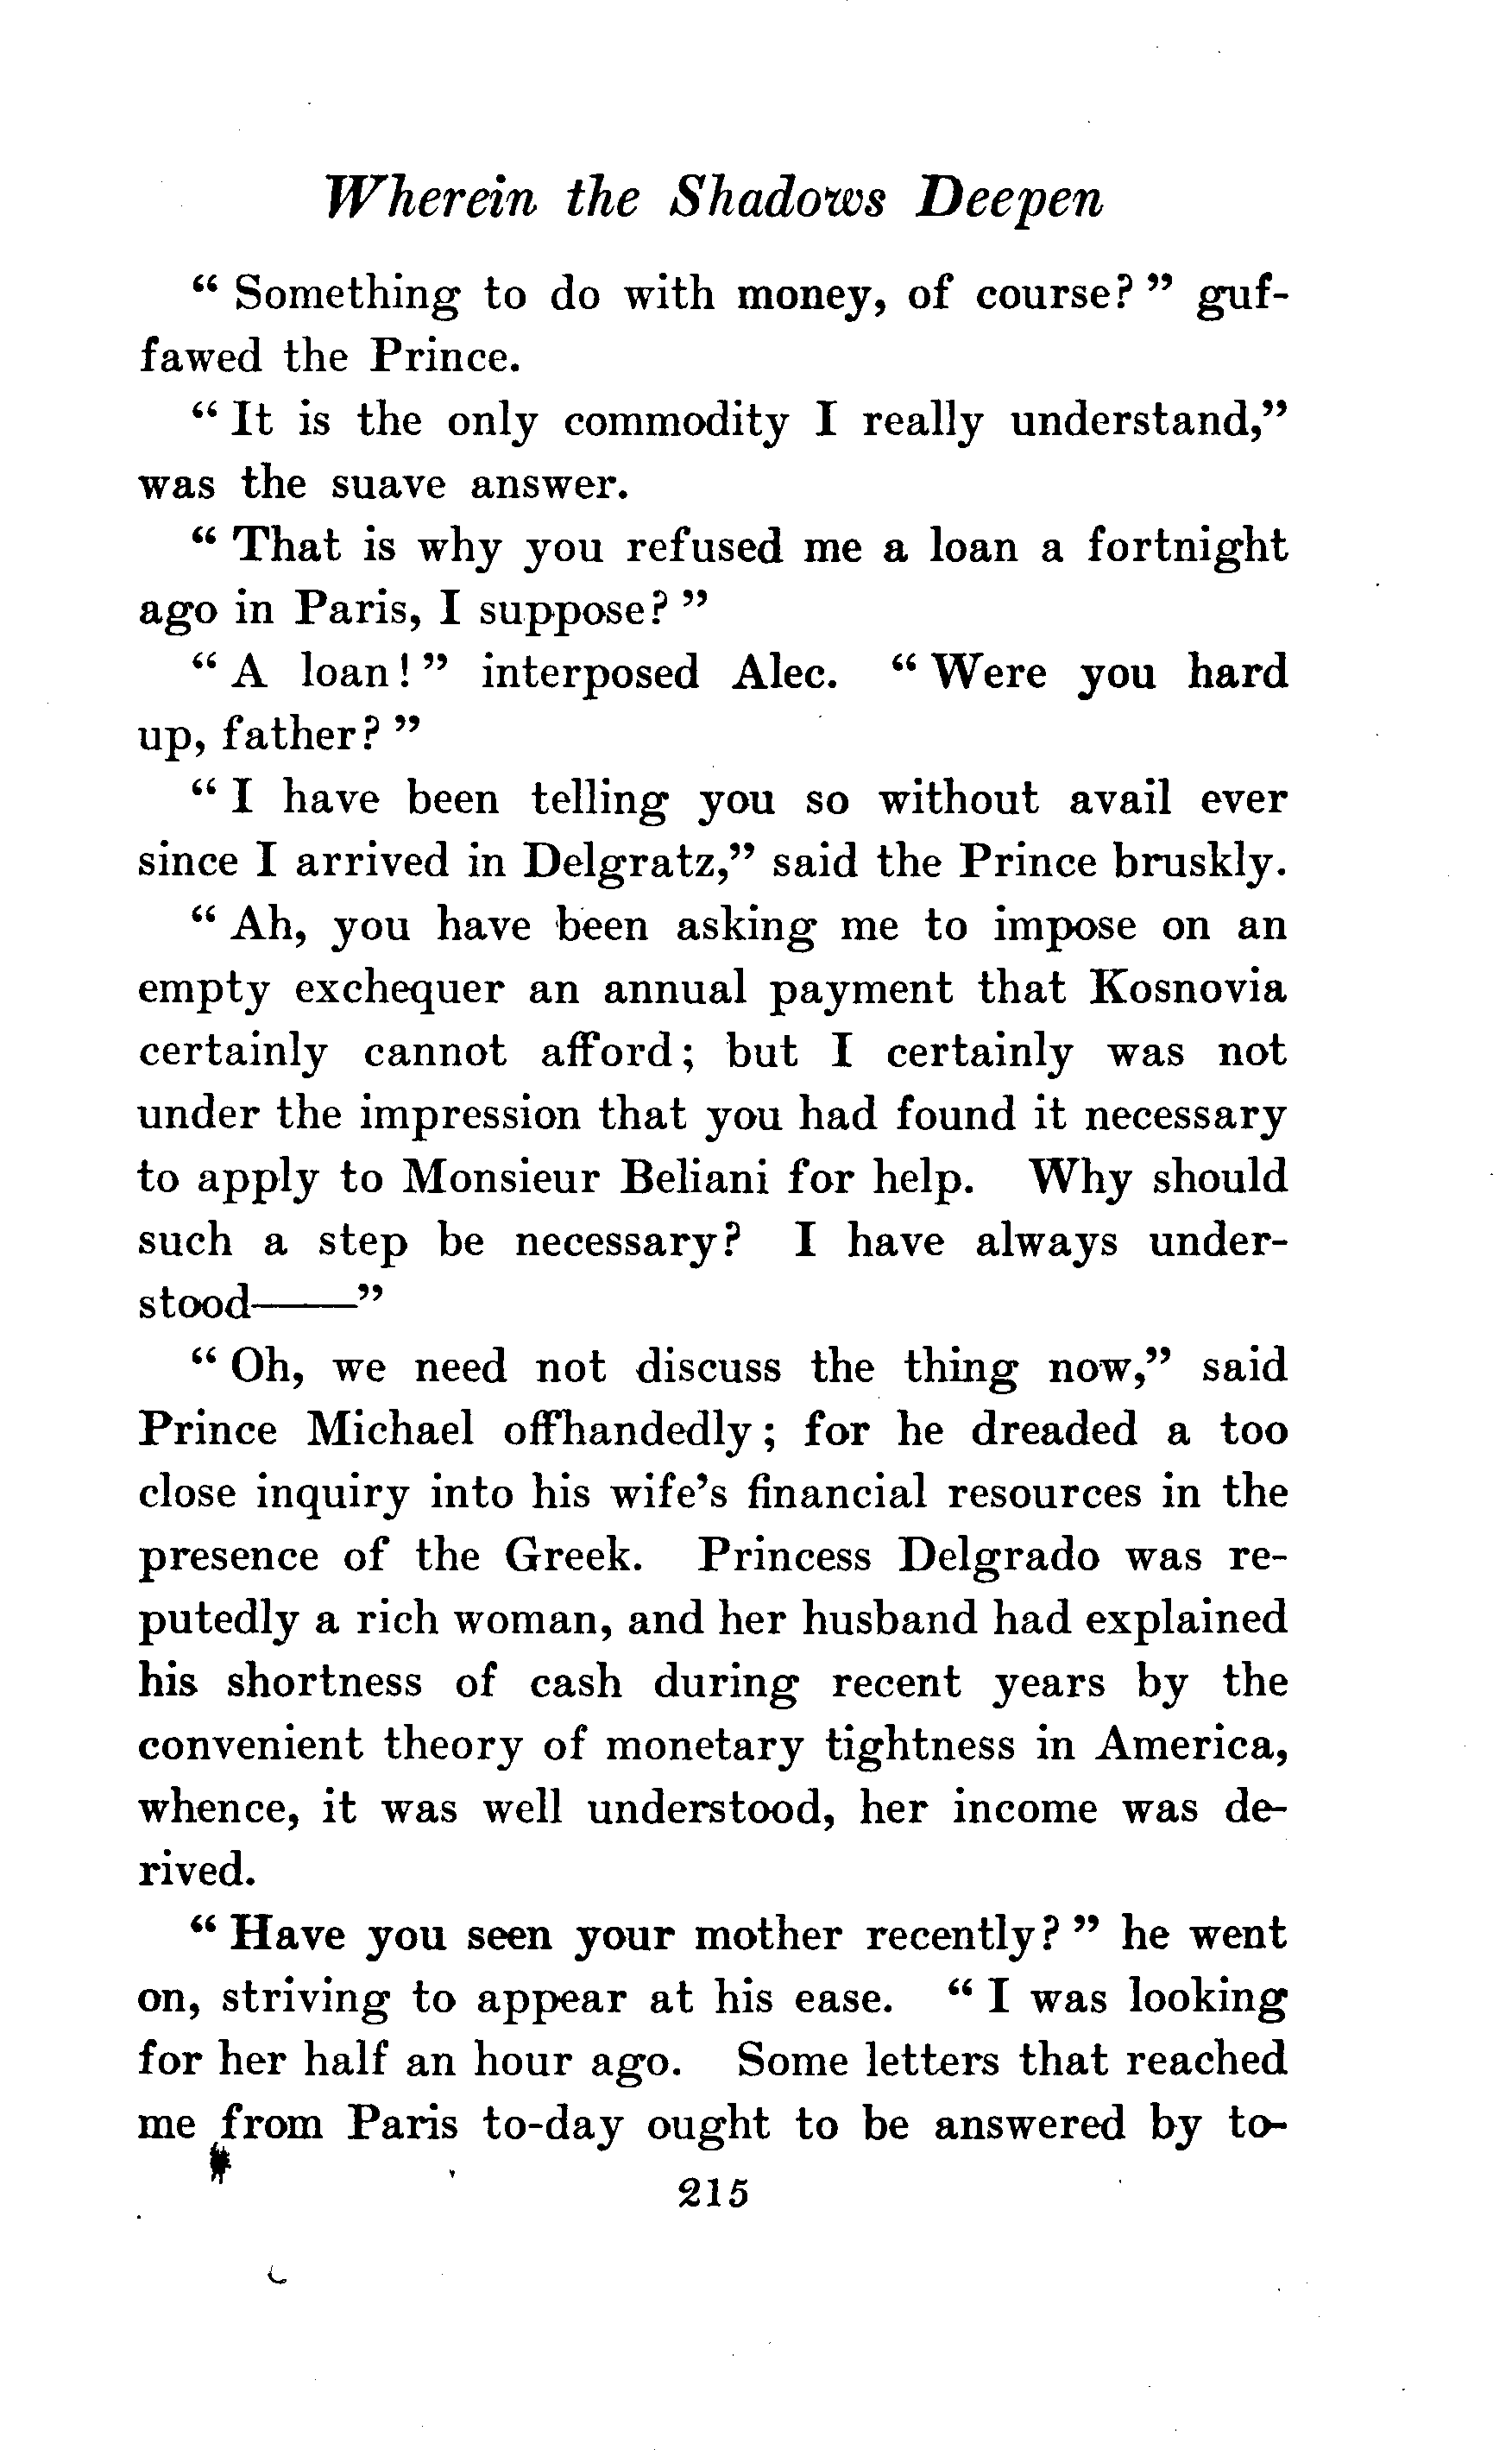 Wherein the Shadows Deepen
“ Something to do with money, of course? ” guf-
fawed the Prince.
“ It is the only commodity I really understand,”
was the suave answer.
“ That is why you refused me a loan a fortnight
ago in Paris, I suppose? ”
“ A loan! ” interposed Alec. “ Were you hard
up, father? ”
“ I have been telling you so without avail ever
since I arrived in Delgratz,” said the Prince bruskly.
“ Ah, you have been asking me to impose on an
empty exchequer an annual payment that Kosnovia
certainly cannot afford; but I certainly was not
under the impression that you had found it necessary
to apply to Monsieur Beliani for help. Why should
such a step be necessary? I have always under-
stood——”
“ Oh, we need not discuss the thing now,” said
Prince Michael offhandedly; for he dreaded a too
close inquiry into his wife’s financial resources in the
presence of the Greek. Princess Delgrado was re-
putedly a rich woman, and her husband had explained
his shortness of cash during recent years by the
convenient theory of monetary tightness in America,
whence, it was well understood, her income was de-
rived.
“ Have you seen your mother recently? ” he went
on, striving to appear at his ease. “ I was looking
for her half an hour ago. Some letters that reached
me from Paris to-day ought to be answered by to-
215